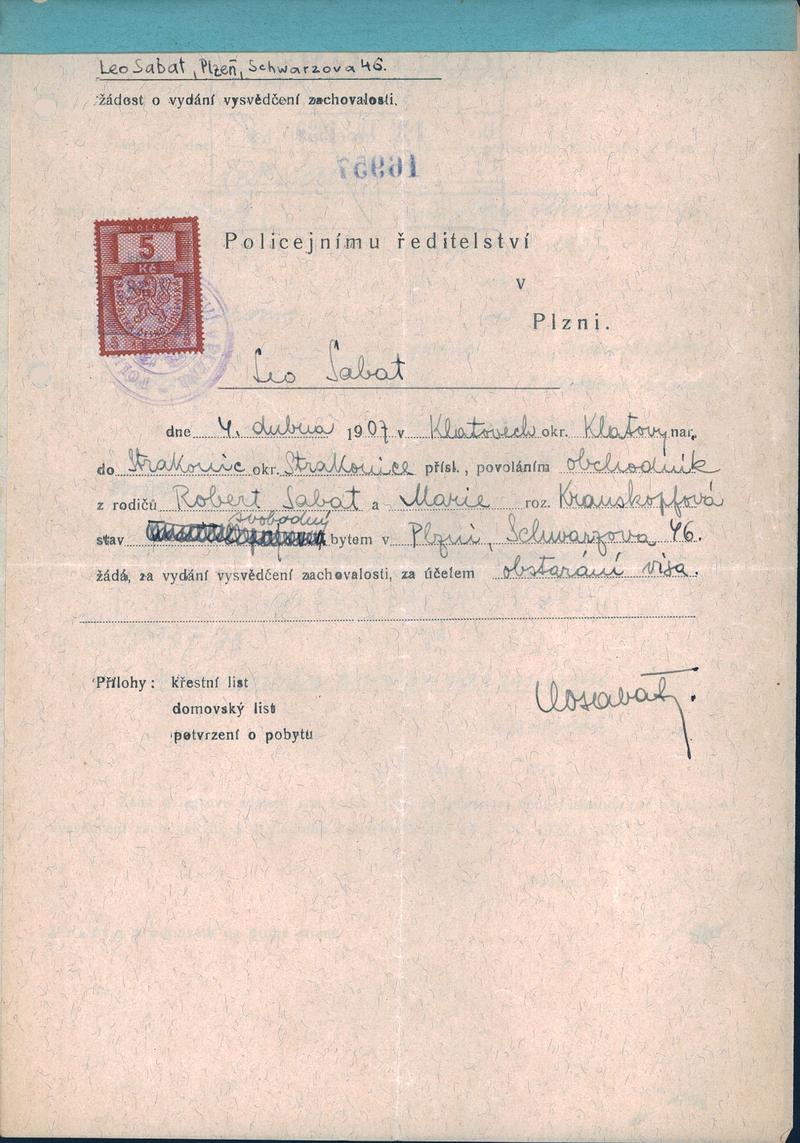 Leo Sabat, Plzeň, Schwarzova 46.
žádost o vydání vysvědčení zachovalosti.
16957
KOLEK
5
Kč
Policejnímu ředitelství
v
Plzni.
Leo Sabat
dne 4. dubna 1907 v Klatovech okr. Klatovy nar.,
do Strakonic okr. Strakonice přísl., povoláním obchodník
z rodičů Robert Sabat a Marie roz. Krauskopfová
svobodný
stav bytem v Plzni, Schwarzova 46.
žádá, za vydání vysvědčení zachovalosti, za účelem obstarání visa.
Přílohy: křestní list
domovský list
potvrzení o pobytu
Leo Sabat